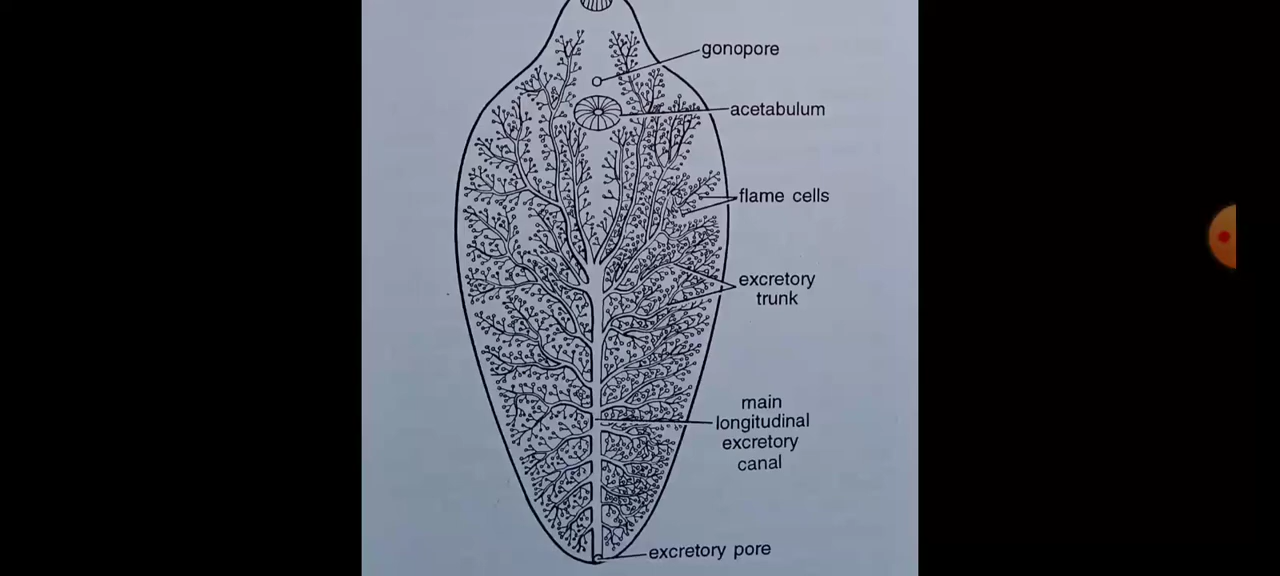 gonopore
acetabulum
flame cells
excretory
trunk
main
longitudinal
excretory
canal
excretory pore